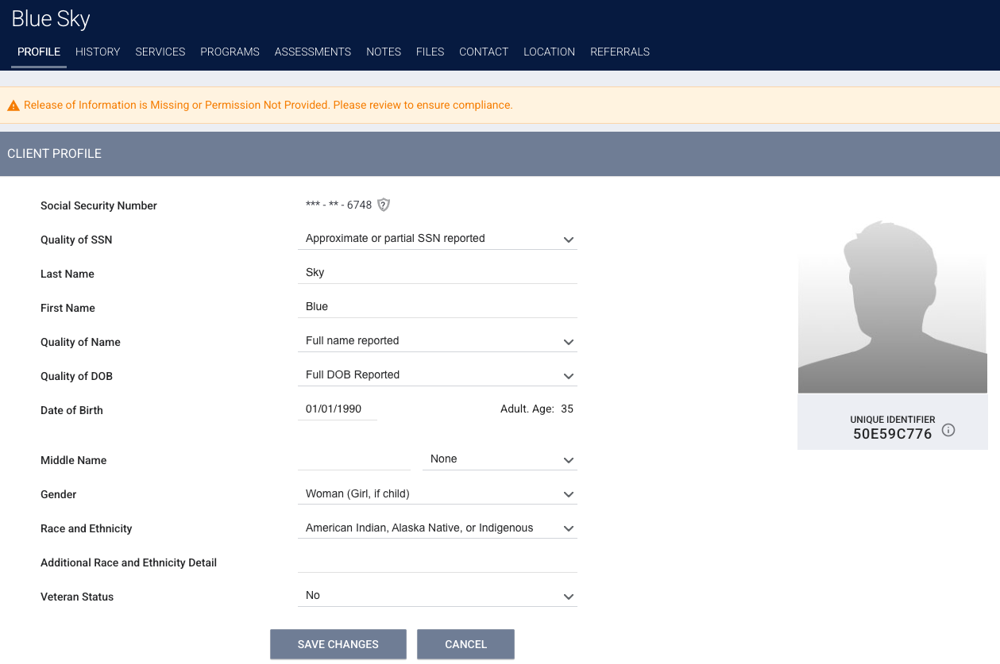 Blue Sky
PROFILE HISTORY SERVICES PROGRAMS ASSESSMENTS NOTES FILES CONTACT LOCATION REFERRALS
Release of Information is Missing or Permission Not Provided. Please review to ensure compliance.
CLIENT PROFILE
Social Security Number *** - ** - 6748 ?
Quality of SSN Approximate or partial SSN reported
Last Name Sky
First Name Blue
Quality of Name Full name reported
Quality of DOB Full DOB Reported
Date of Birth 01/01/1990 Adult. Age: 35
UNIQUE IDENTIFIER
50E59C776
Middle Name None
Gender Woman (Girl, if child)
Race and Ethnicity American Indian, Alaska Native, or Indigenous
Additional Race and Ethnicity Detail
Veteran Status No
SAVE CHANGES CANCEL